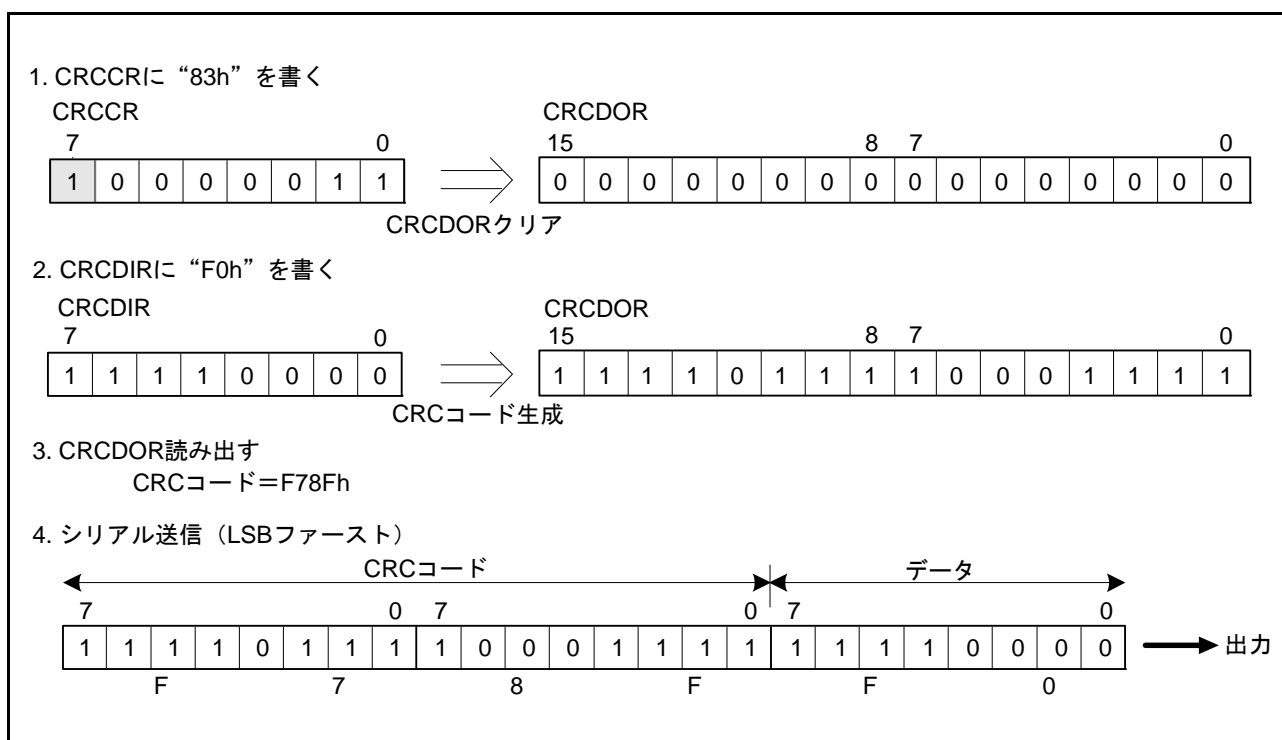 1. CRCCRに“83h”を書く
CRCCR CRCDOR
7 0 15 8 7 0
1 0 0 0 0 0 1 1 0 0 0 0 0 0 0 0 0 0 0 0 0 0 0 0
CRCDORクリア
2. CRCDIRに“F0h”を書く
CRCDIR CRCDOR
7 0 15 8 7 0
1 1 1 1 0 0 0 0 1 1 1 1 0 1 1 1 1 0 0 0 1 1 1 1
CRCコード生成
3. CRCDOR読み出す
CRCコード＝F78Fh
4. シリアル送信（LSBファースト）
CRCコード データ
7 0 7 0 7 0
1 1 1 1 0 1 1 1 1 0 0 0 1 1 1 1 1 1 1 1 0 0 0 0 出力
F 7 8 F F 0